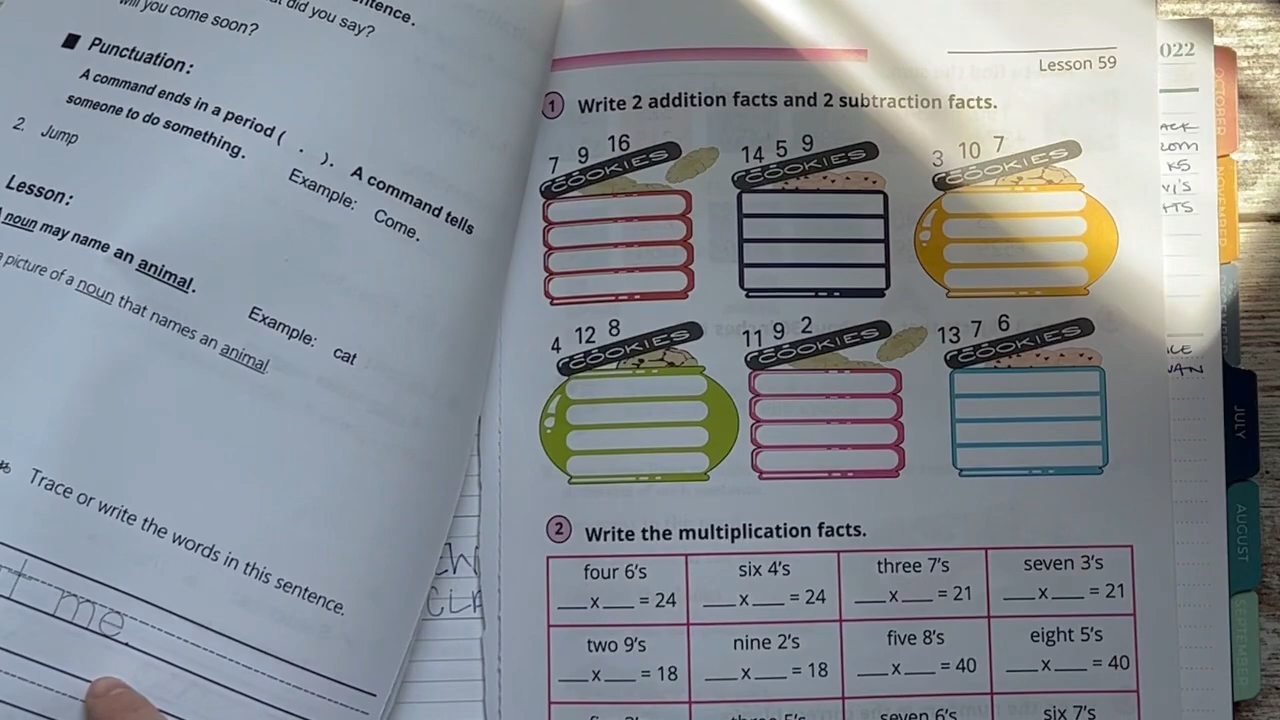 ntence.
did you say?
will you come soon?
Punctuation:
A command ends in a period ( . ). A command tells
someone to do something.
Example: Come.
2. Jump
Lesson:
noun may name an animal.
Example: cat
picture of a noun that names an animal.
Trace or write the words in this sentence.
me.
Lesson 59
1 Write 2 addition facts and 2 subtraction facts.
7 9 16
COOKIES
14 5 9
COOKIES
3 10 7
COOKIES
4 12 8
COOKIES
11 9 2
COOKIES
13 7 6
COOKIES
2 Write the multiplication facts.
four 6's six 4's three 7's seven 3's
___x___ = 24 ___x___ = 24 ___x___ = 21 ___x___ = 21
two 9's nine 2's five 8's eight 5's
___x___ = 18 ___x___ = 18 ___x___ = 40 ___x___ = 40
three 5's seven 6's six 7's
022
OCTOBER
NOVEMBER
JULY
AUGUST
SEPTEMBER